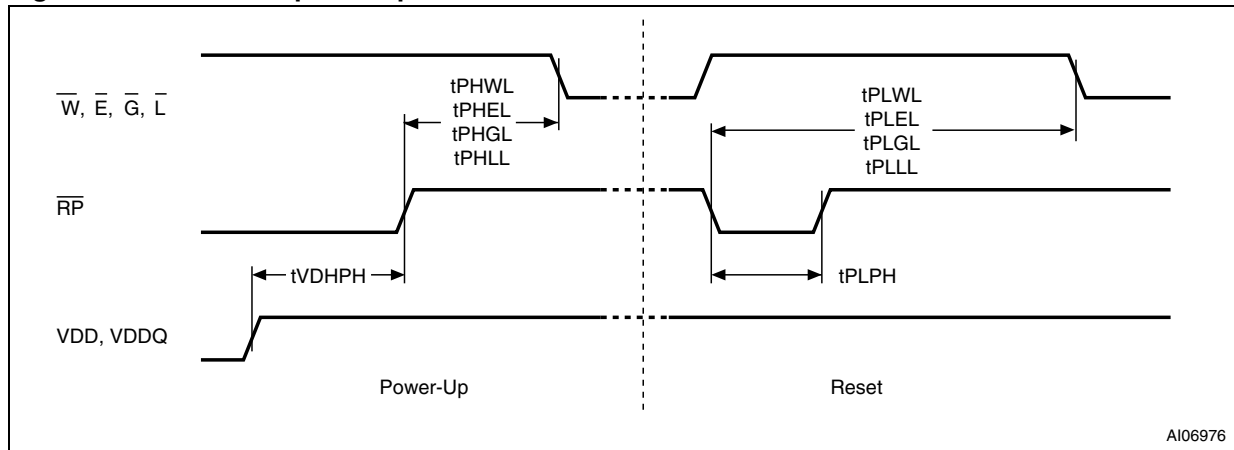 W, E, G, L
tPHWL
tPHEL
tPHGL
tPHLL
tPLWL
tPLEL
tPLGL
tPLLL
RP
tVDHPH
tPLPH
VDD, VDDQ
Power-Up
Reset
AI06976